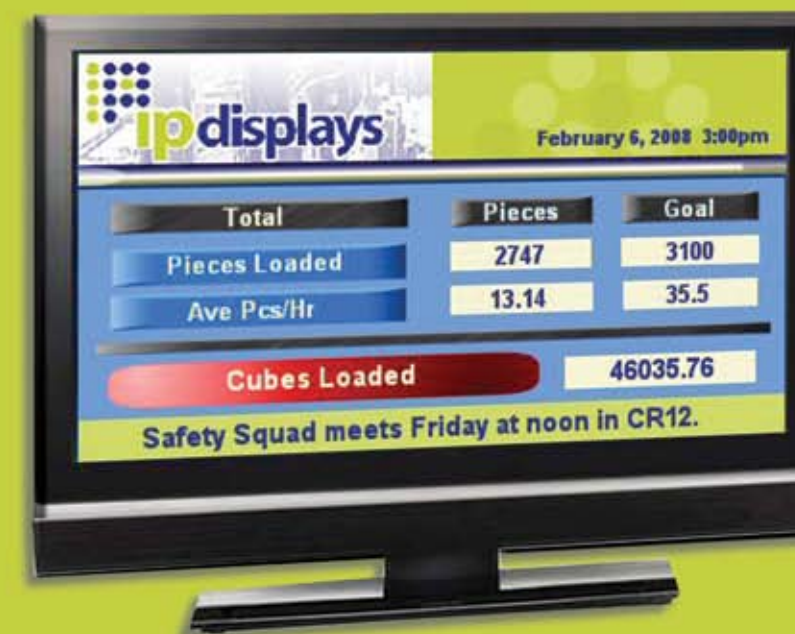 ipdisplays
February 6, 2008 3:00pm
Total Pieces Goal
Pieces Loaded 2747 3100
Ave Pcs/Hr 13.14 35.5
Cubes Loaded 46035.76
Safety Squad meets Friday at noon in CR12.